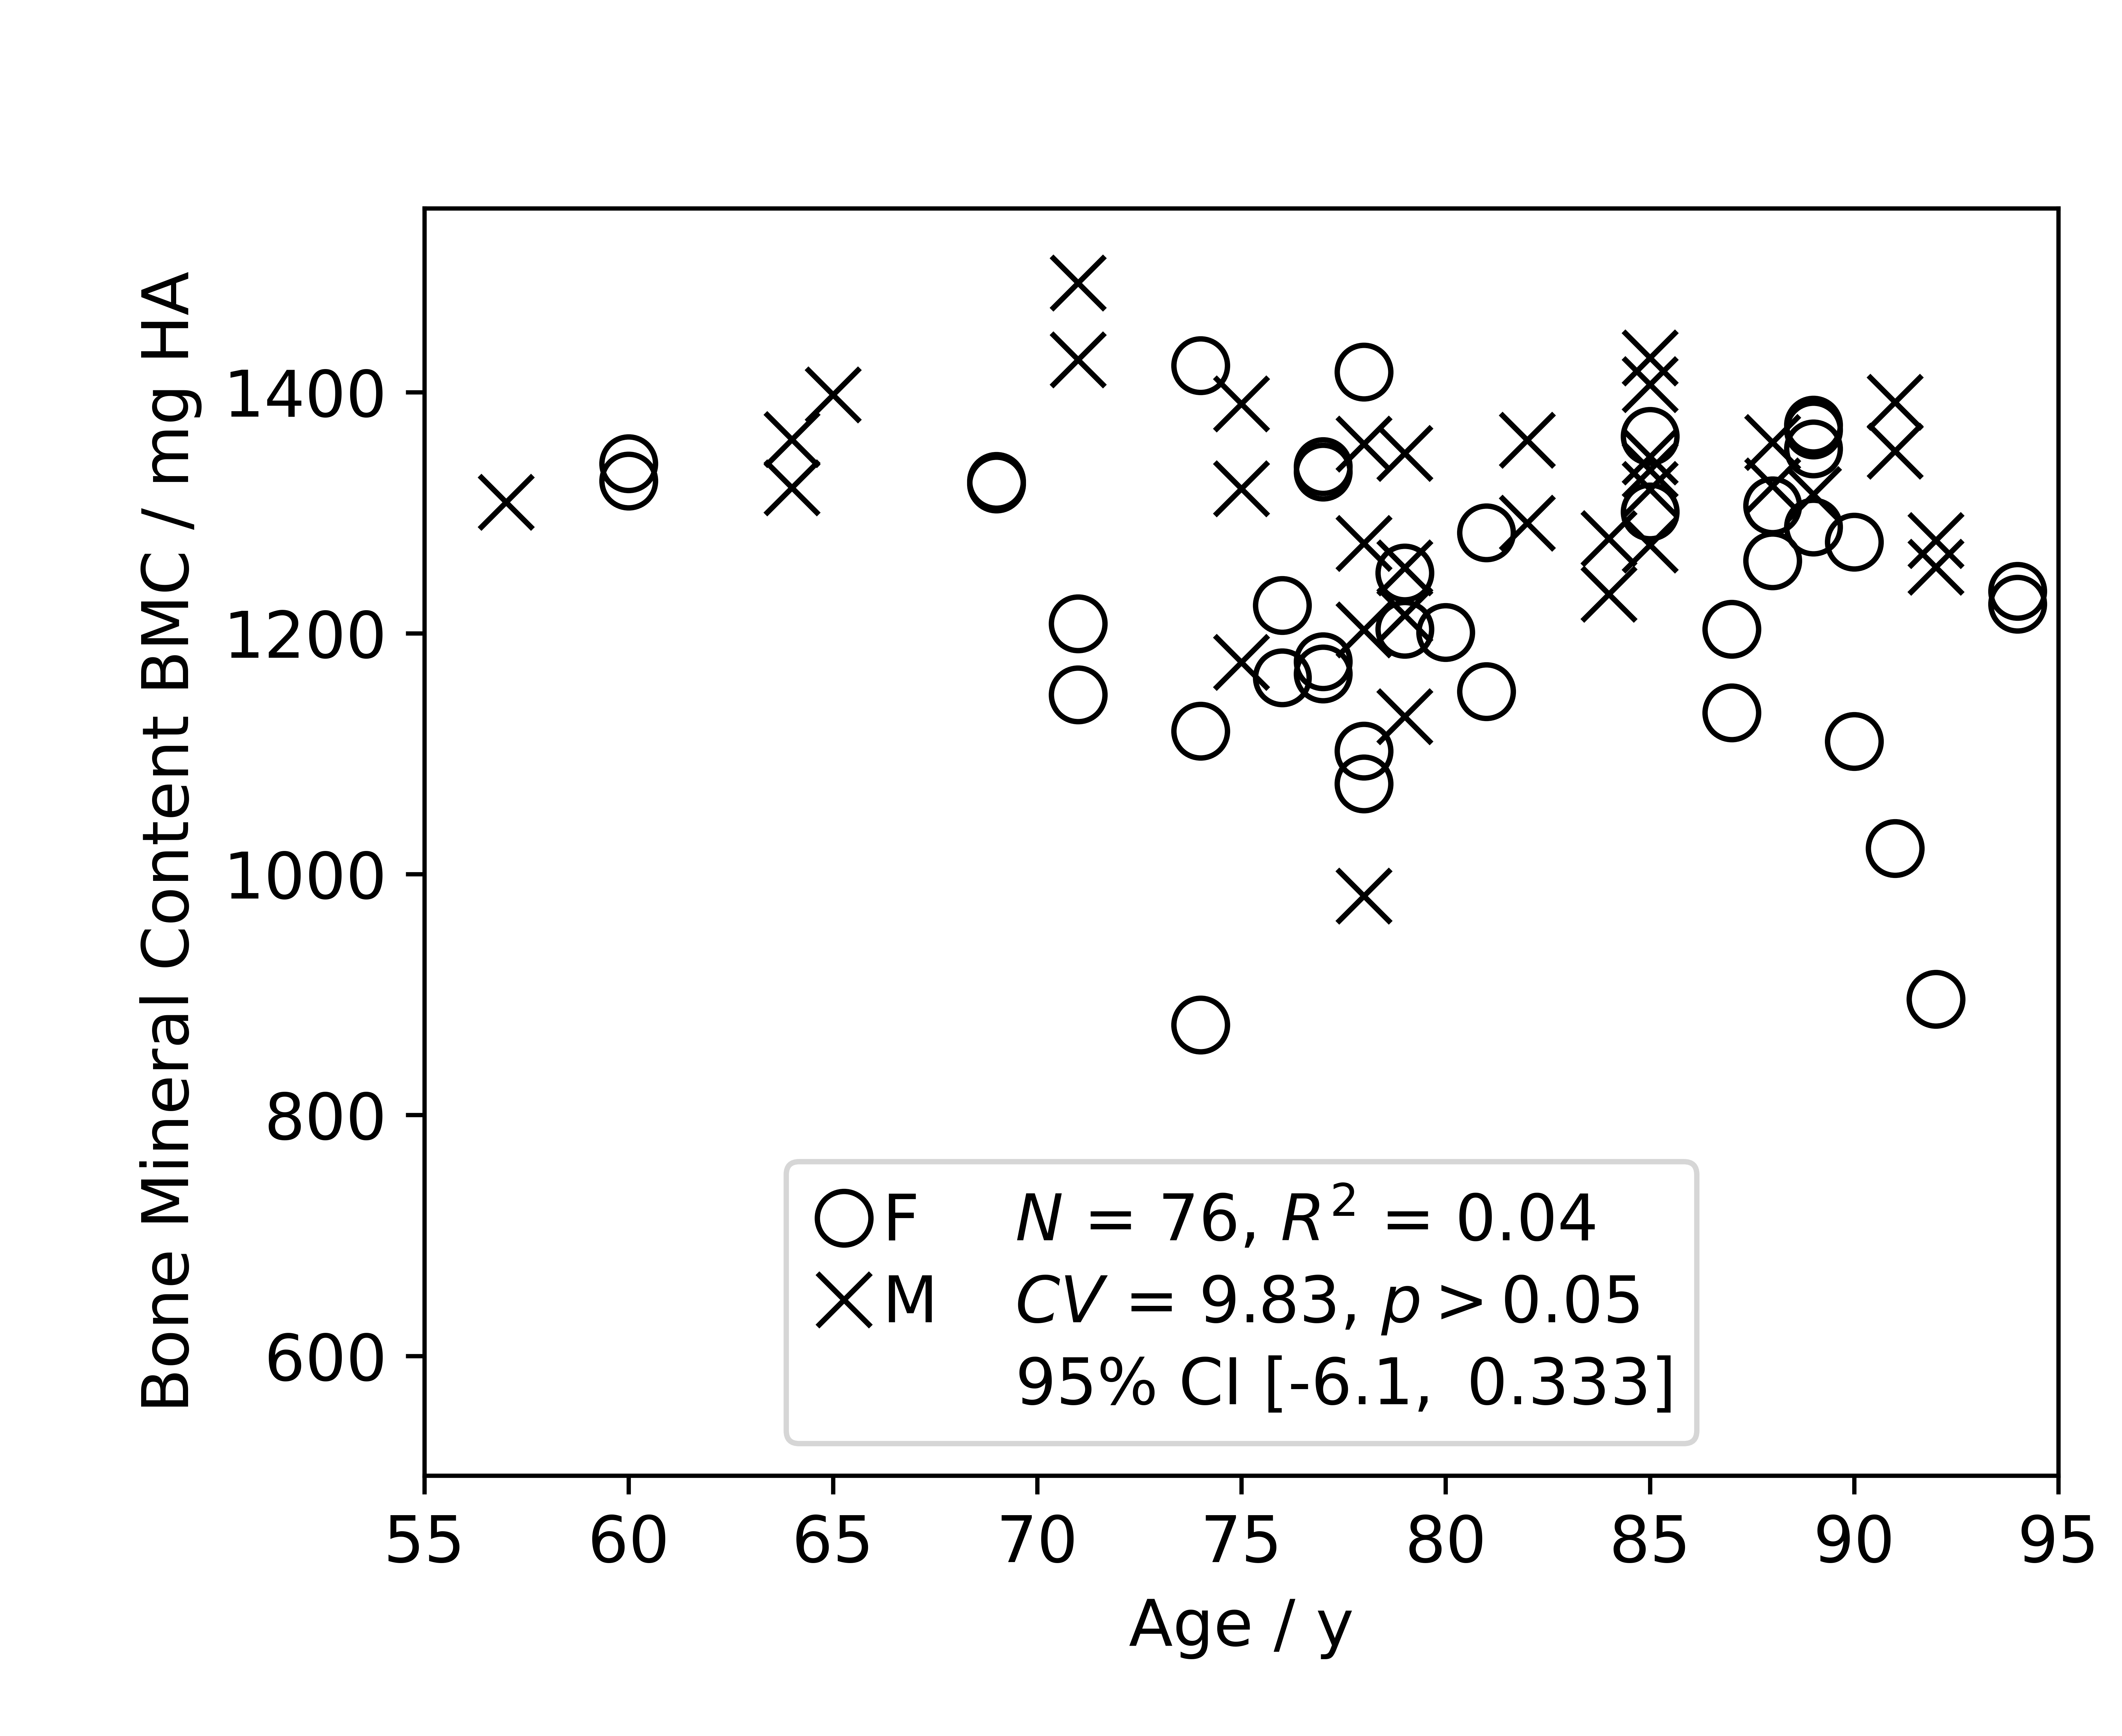 Bone Mineral Content BMC / mg HA
1400
1200
1000
800
600
F N = 76, R² = 0.04
M CV = 9.83, p > 0.05
95% CI [-6.1, 0.333]
55 60 65 70 75 80 85 90 95
Age / y